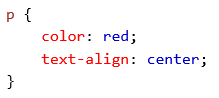 p {
    color: red;
    text-align: center;
}